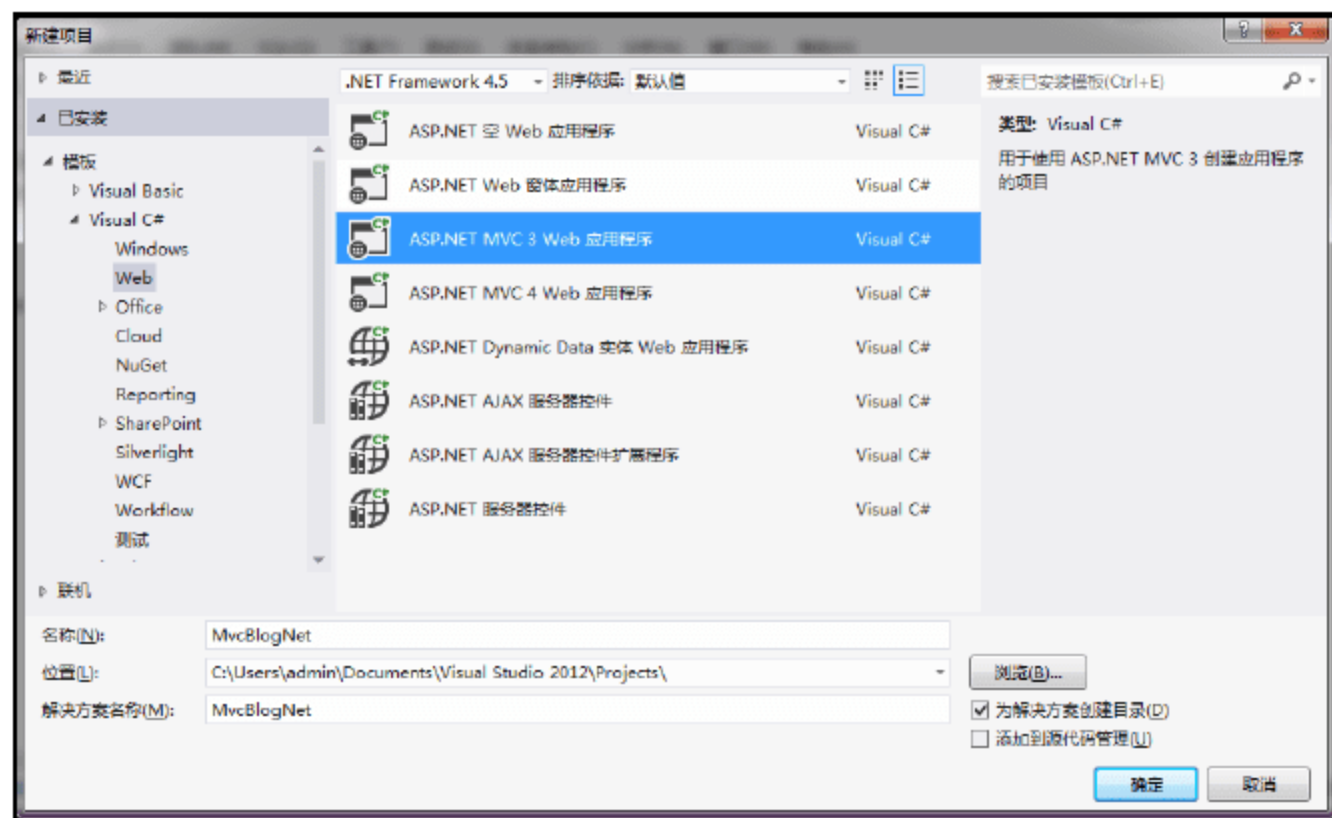 新建项目
最近
.NET Framework 4.5
排序依据: 默认值
搜索已安装模板(Ctrl+E)
已安装
模板
Visual Basic
Visual C#
Windows
Web
Office
Cloud
NuGet
Reporting
SharePoint
Silverlight
WCF
Workflow
测试
联机
ASP.NET 空 Web 应用程序 Visual C#
ASP.NET Web 窗体应用程序 Visual C#
ASP.NET MVC 3 Web 应用程序 Visual C#
ASP.NET MVC 4 Web 应用程序 Visual C#
ASP.NET Dynamic Data 实体 Web 应用程序 Visual C#
ASP.NET AJAX 服务器控件 Visual C#
ASP.NET AJAX 服务器控件扩展程序 Visual C#
ASP.NET 服务器控件 Visual C#
类型: Visual C#
用于使用 ASP.NET MVC 3 创建应用程序
的项目
名称(N): MvcBlogNet
位置(L): C:\Users\admin\Documents\Visual Studio 2012\Projects\
浏览(B)...
解决方案名称(M): MvcBlogNet
为解决方案创建目录(D)
添加到源代码管理(U)
确定
取消